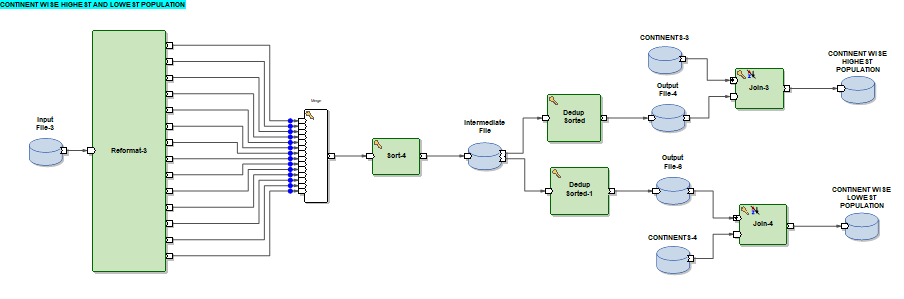 CONTINENT WISE HIGHEST AND LOWEST POPULATION
Input
File-3
Reformat-3
Merge
Sort-4
Intermediate
File
Dedup
Sorted
Dedup
Sorted-1
CONTINENTS-3
Output
File-4
Join-3
CONTINENT WISE
HIGHEST
POPULATION
Output
File-6
CONTINENTS-4
Join-4
CONTINENT WISE
LOWEST
POPULATION